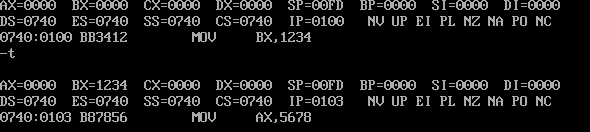 AX=0000 BX=0000 CX=0000 DX=0000 SP=00FD BP=0000 SI=0000 DI=0000
DS=0740 ES=0740 SS=0740 CS=0740 IP=0100 NV UP EI PL NZ NA PO NC
0740:0100 BB3412 MOV BX,1234
-t
AX=0000 BX=1234 CX=0000 DX=0000 SP=00FD BP=0000 SI=0000 DI=0000
DS=0740 ES=0740 SS=0740 CS=0740 IP=0103 NV UP EI PL NZ NA PO NC
0740:0103 B87856 MOV AX,5678